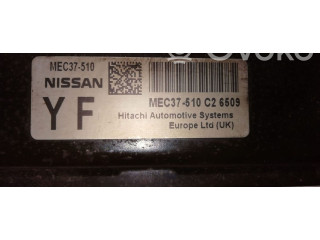 MEC37-510
NISSAN
YF
MEC37-510 C2 6509
Hitachi Automotive Systems
Europe Ltd (UK)